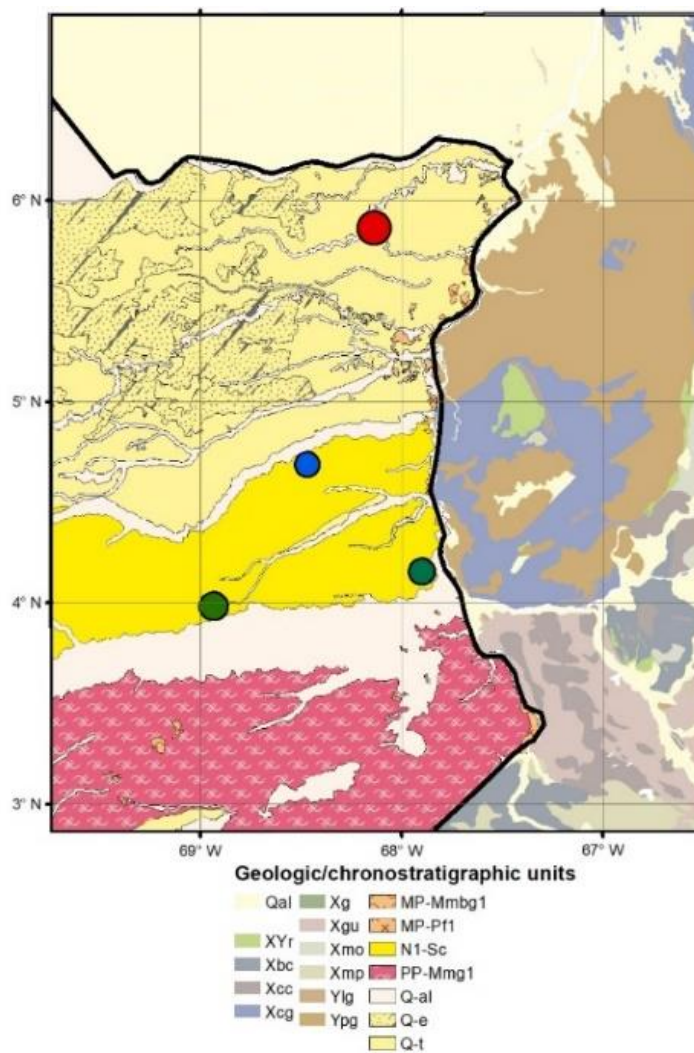 6° N
5° N
4° N
3° N
69° W 68° W 67° W
Geologic/chronostratigraphic units
Qal Xg MP-Mmbg1
XYr Xgu MP-Pf1
Xbc Xmo N1-Sc
Xcc Xmp PP-Mmg1
Xcg Ylg Q-al
Ypg Q-e
Q-t